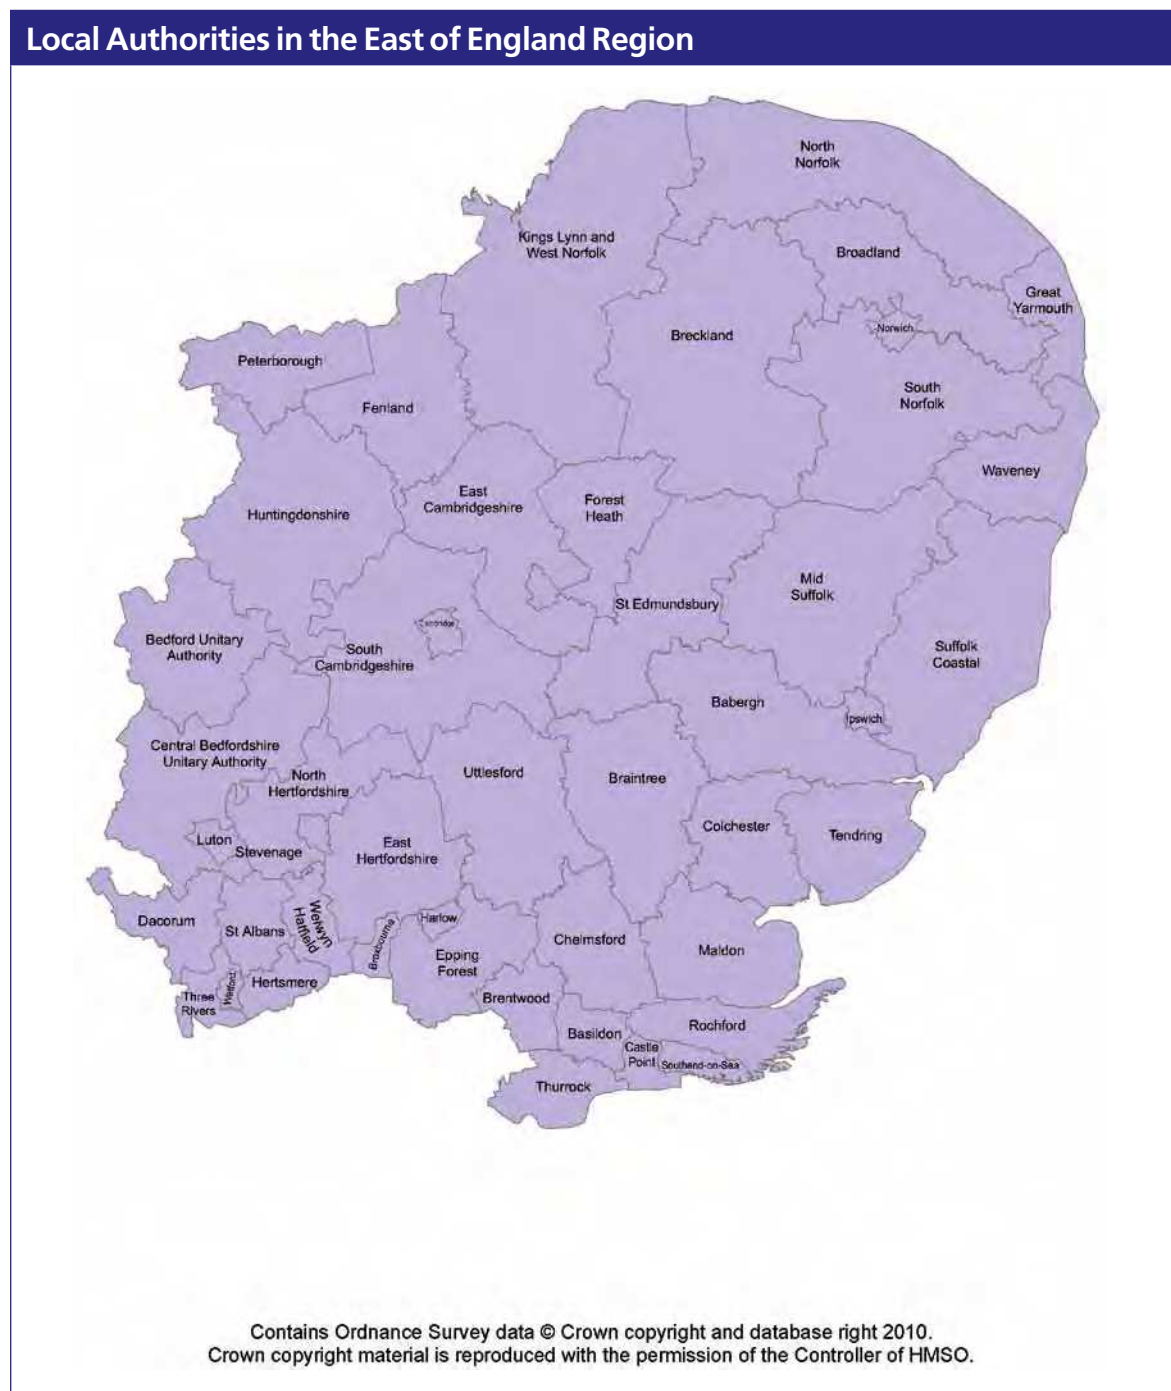 Local Authorities in the East of England Region
North
Norfolk
Kings Lynn and
West Norfolk
Broadland
Great
Yarmouth
Norwich
Breckland
Peterborough
South
Norfolk
Fenland
Waveney
East
Cambridgeshire
Forest
Heath
Huntingdonshire
Mid
Suffolk
St Edmundsbury
Cambridge
Bedford Unitary
Authority
South
Cambridgeshire
Suffolk
Coastal
Babergh
Ipswich
Central Bedfordshire
Unitary Authority
North
Hertfordshire
Uttlesford
Braintree
Colchester
Tendring
Luton
Stevenage
East
Hertfordshire
Dacorum
St Albans
Welwyn
Hatfield
Broxbourne
Harlow
Chelmsford
Maldon
Epping
Forest
Three
Rivers
Watford
Hertsmere
Brentwood
Basildon
Rochford
Castle
Point
Southend-on-Sea
Thurrock
Contains Ordnance Survey data © Crown copyright and database right 2010.
Crown copyright material is reproduced with the permission of the Controller of HMSO.